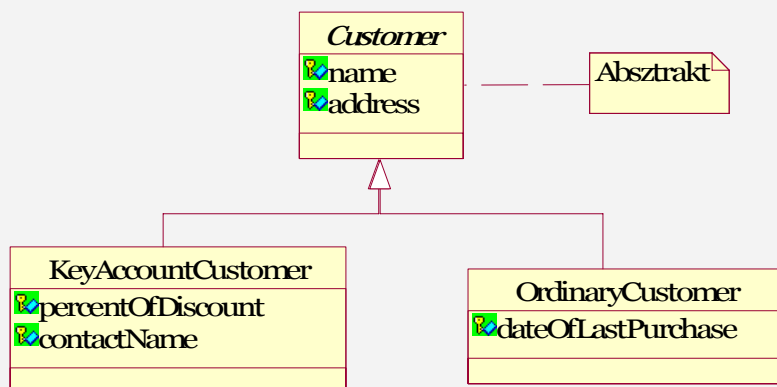 Customer
name
address
Absztrakt
KeyAccountCustomer
percentOfDiscount
contactName
OrdinaryCustomer
dateOfLastPurchase